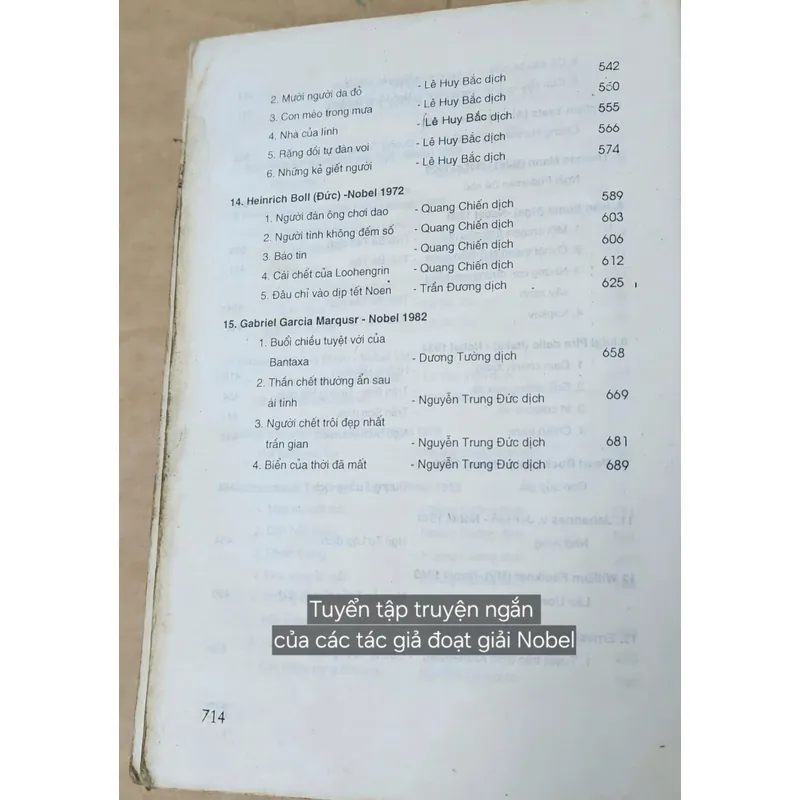 2. Mười người da đỏ - Lê Huy Bắc dịch 542
3. Con mèo trong mưa - Lê Huy Bắc dịch 550
4. Nhà của lính - Lê Huy Bắc dịch 555
5. Rặng đồi tự đàn voi - Lê Huy Bắc dịch 566
6. Những kẻ giết người - Lê Huy Bắc dịch 574
14. Heinrich Boll (Đức) -Nobel 1972
1. Người đàn ông chơi dao - Quang Chiến dịch 589
2. Người tình không đếm số - Quang Chiến dịch 603
3. Báo tin - Quang Chiến dịch 606
4. Cái chết của Loohengrin - Quang Chiến dịch 612
5. Đâu chỉ vào dịp tết Noen - Trần Đương dịch 625
15. Gabriel Garcia Marqusr - Nobel 1982
1. Buổi chiều tuyệt vời của
Bantaxa - Dương Tường dịch 658
2. Thần chết thường ẩn sau
ái tình - Nguyễn Trung Đức dịch 669
3. Người chết trôi đẹp nhất
trần gian - Nguyễn Trung Đức dịch 681
4. Biển của thời đã mất - Nguyễn Trung Đức dịch 689
Tuyển tập truyện ngắn
của các tác giả đoạt giải Nobel
714